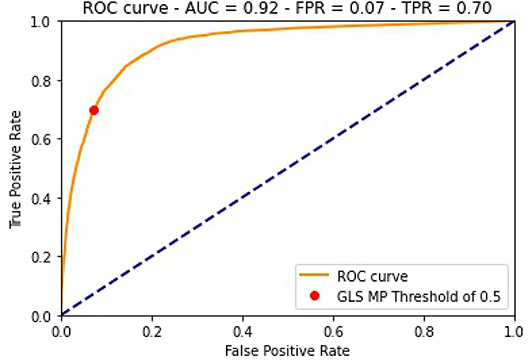 ROC curve - AUC = 0.92 - FPR = 0.07 - TPR = 0.70
1.0
0.8
0.6
0.4
0.2
0.0
True Positive Rate
ROC curve
GLS MP Threshold of 0.5
0.0 0.2 0.4 0.6 0.8 1.0
False Positive Rate